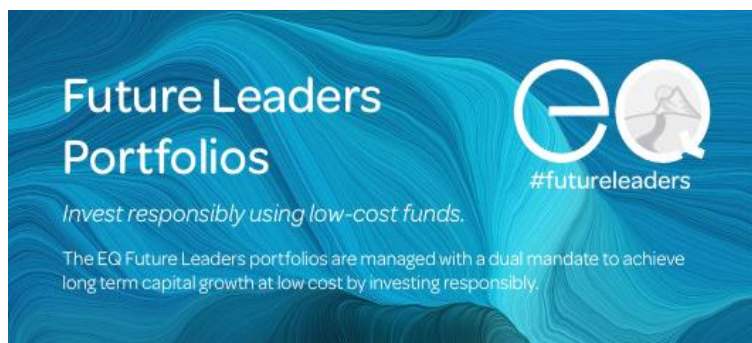 Future Leaders
Portfolios
eQ
#futureleaders
Invest responsibly using low-cost funds.
The EQ Future Leaders portfolios are managed with a dual mandate to achieve
long term capital growth at low cost by investing responsibly.